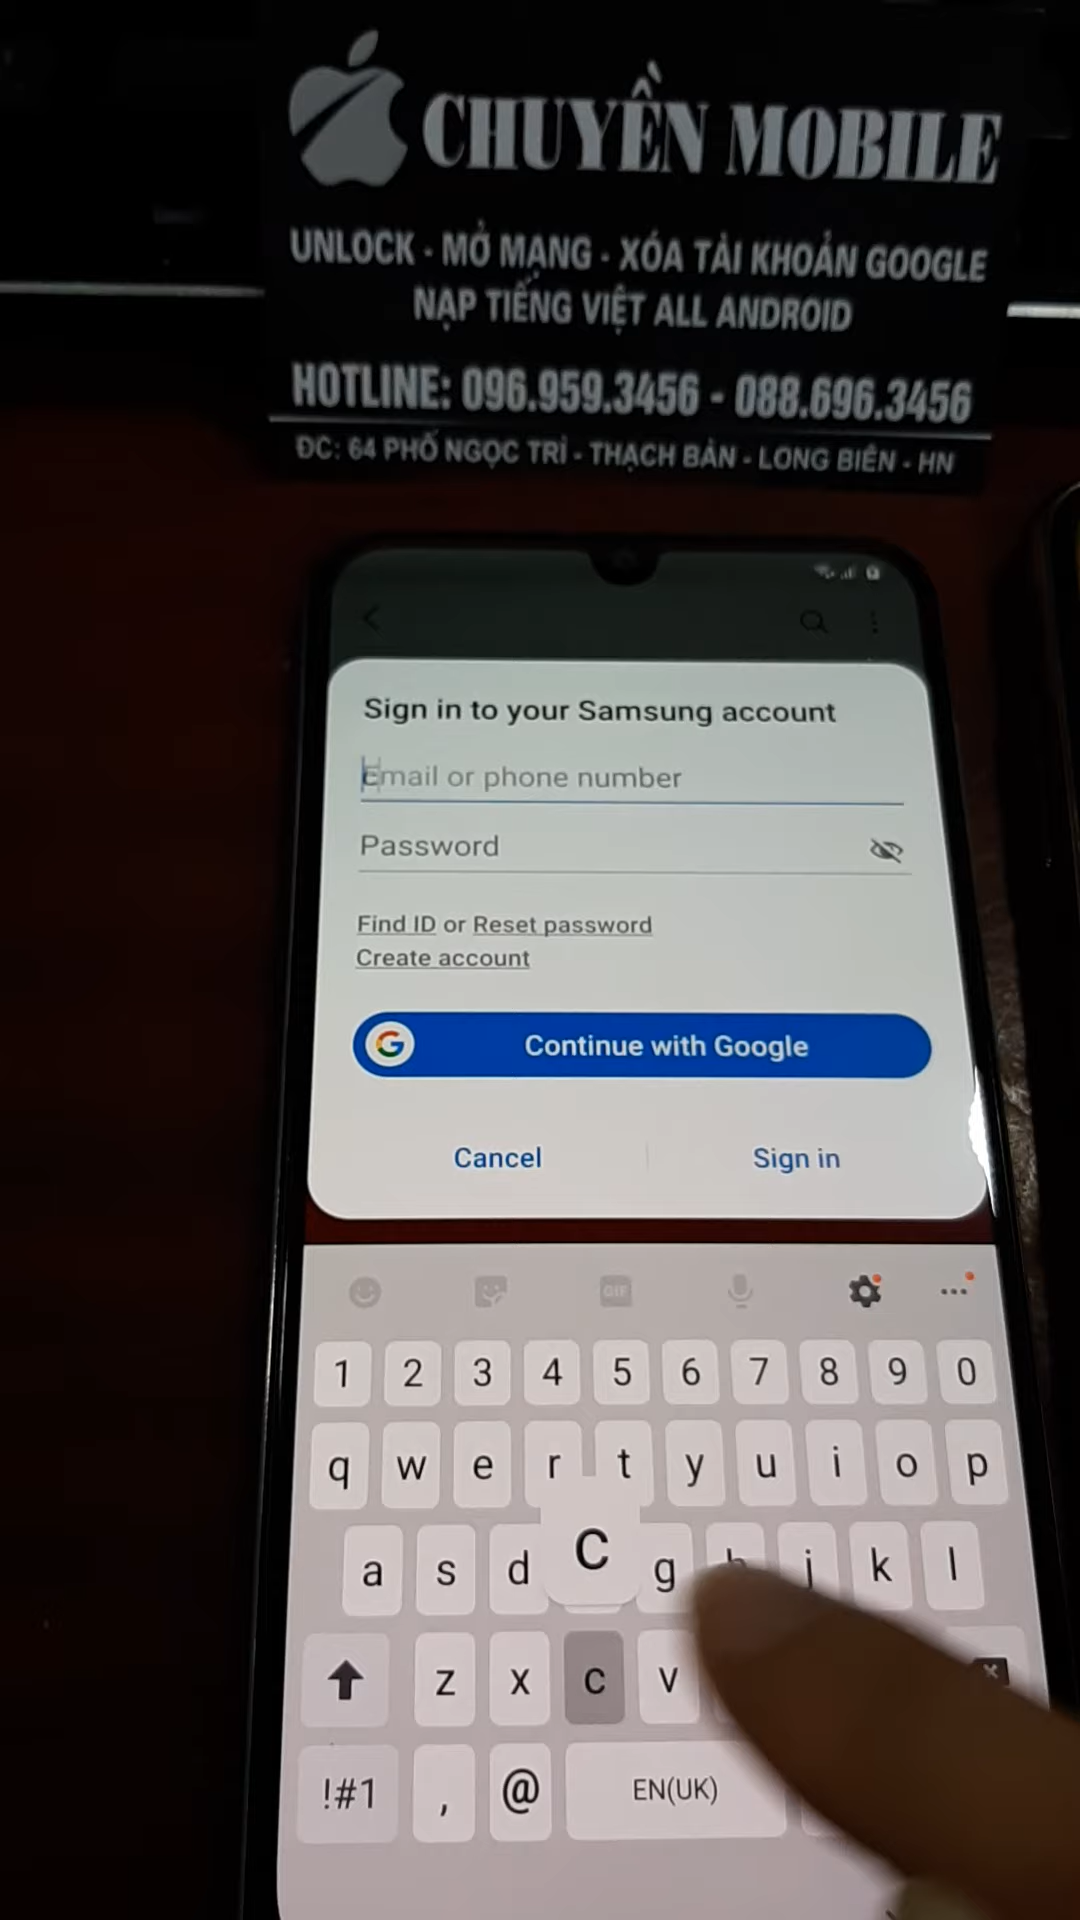 CHUYỀN MOBILE
UNLOCK - MỞ MẠNG - XÓA TÀI KHOẢN GOOGLE
NẠP TIẾNG VIỆT ALL ANDROID
HOTLINE: 096.959.3456 - 088.696.3456
ĐC: 64 PHỐ NGỌC TRÌ - THẠCH BÀN - LONG BIÊN - HN
Sign in to your Samsung account
Email or phone number
Password
Find ID or Reset password
Create account
G Continue with Google
Cancel Sign in
GIF
1 2 3 4 5 6 7 8 9 0
q w e r t y u i o p
a s d C g h j k l
z x c v
!#1 , @ EN(UK)